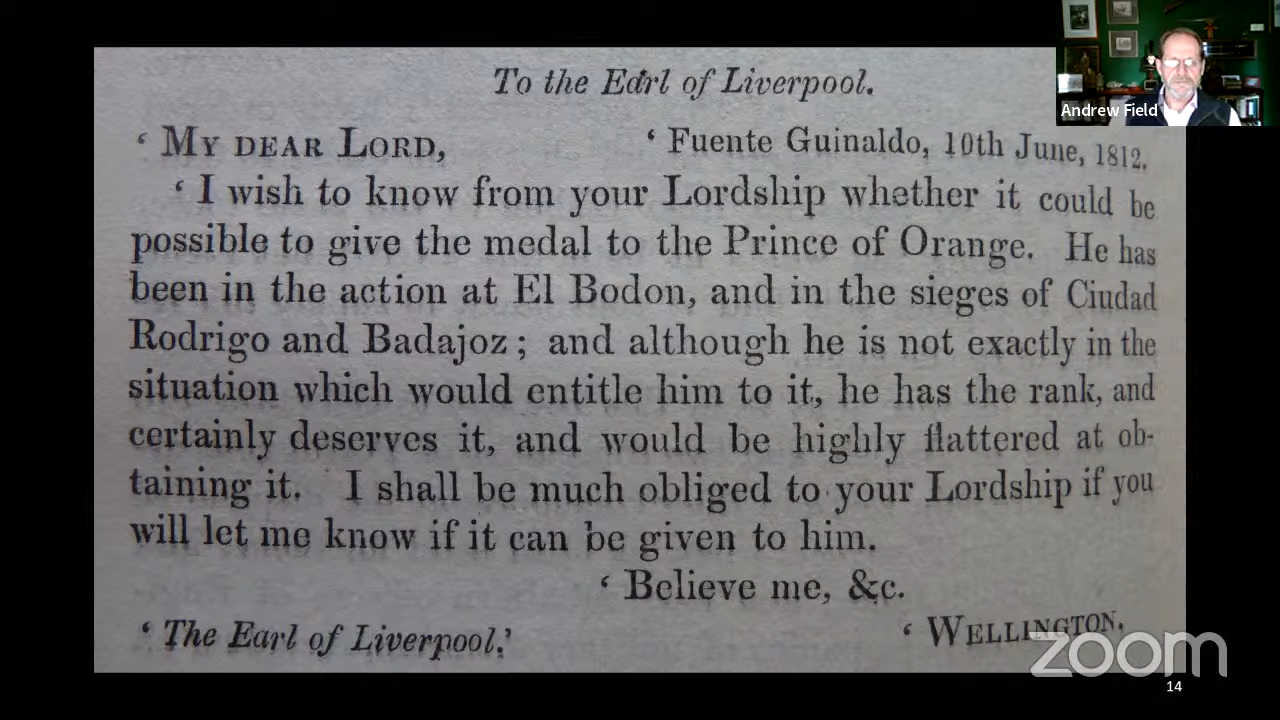 To the Earl of Liverpool.
Andrew Field
‘ MY DEAR LORD, ‘ Fuente Guinaldo, 10th June, 1812.
‘ I wish to know from your Lordship whether it could be
possible to give the medal to the Prince of Orange. He has
been in the action at El Bodon, and in the sieges of Ciudad
Rodrigo and Badajoz ; and although he is not exactly in the
situation which would entitle him to it, he has the rank, and
certainly deserves it, and would be highly flattered at ob-
taining it. I shall be much obliged to your Lordship if you
will let me know if it can be given to him.
‘ Believe me, &c.
‘ The Earl of Liverpool.’ ‘ WELLINGTON.
zoom
14